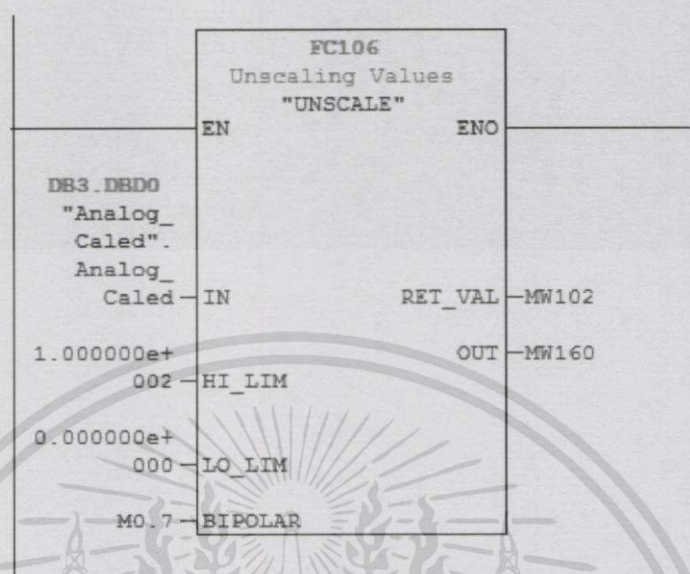 FC106
Unscaling Values
"UNSCALE"
EN ENO
DB3.DBD0
"Analog_
Caled".
Analog_
Caled IN RET_VAL MW102
1.000000e+ OUT MW160
002 HI_LIM
0.000000e+
000 LO_LIM
M0.7 BIPOLAR